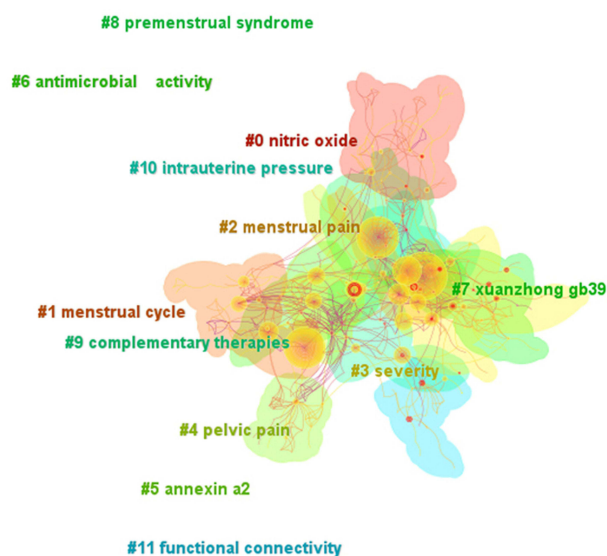 #8 premenstrual syndrome
#6 antimicrobial activity
#0 nitric oxide
#10 intrauterine pressure
#2 menstrual pain
#7 xuanzhong gb39
#1 menstrual cycle
#9 complementary therapies
#3 severity
#4 pelvic pain
#5 annexin a2
#11 functional connectivity